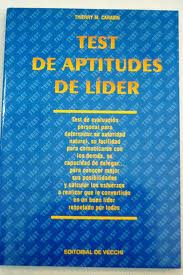 THIERRY M. CARABIN
TEST
DE APTITUDES
DE LÍDER
Test de evaluación
personal para
determinar su autoridad
natural, su facilidad
para comunicarse con
los demás, su
capacidad de delegar...
para conocer mejor
sus posibilidades
y calcular los esfuerzos
a realizar que le convertirán
en un buen líder
respetado por todos
EDITORIAL DE VECCHI